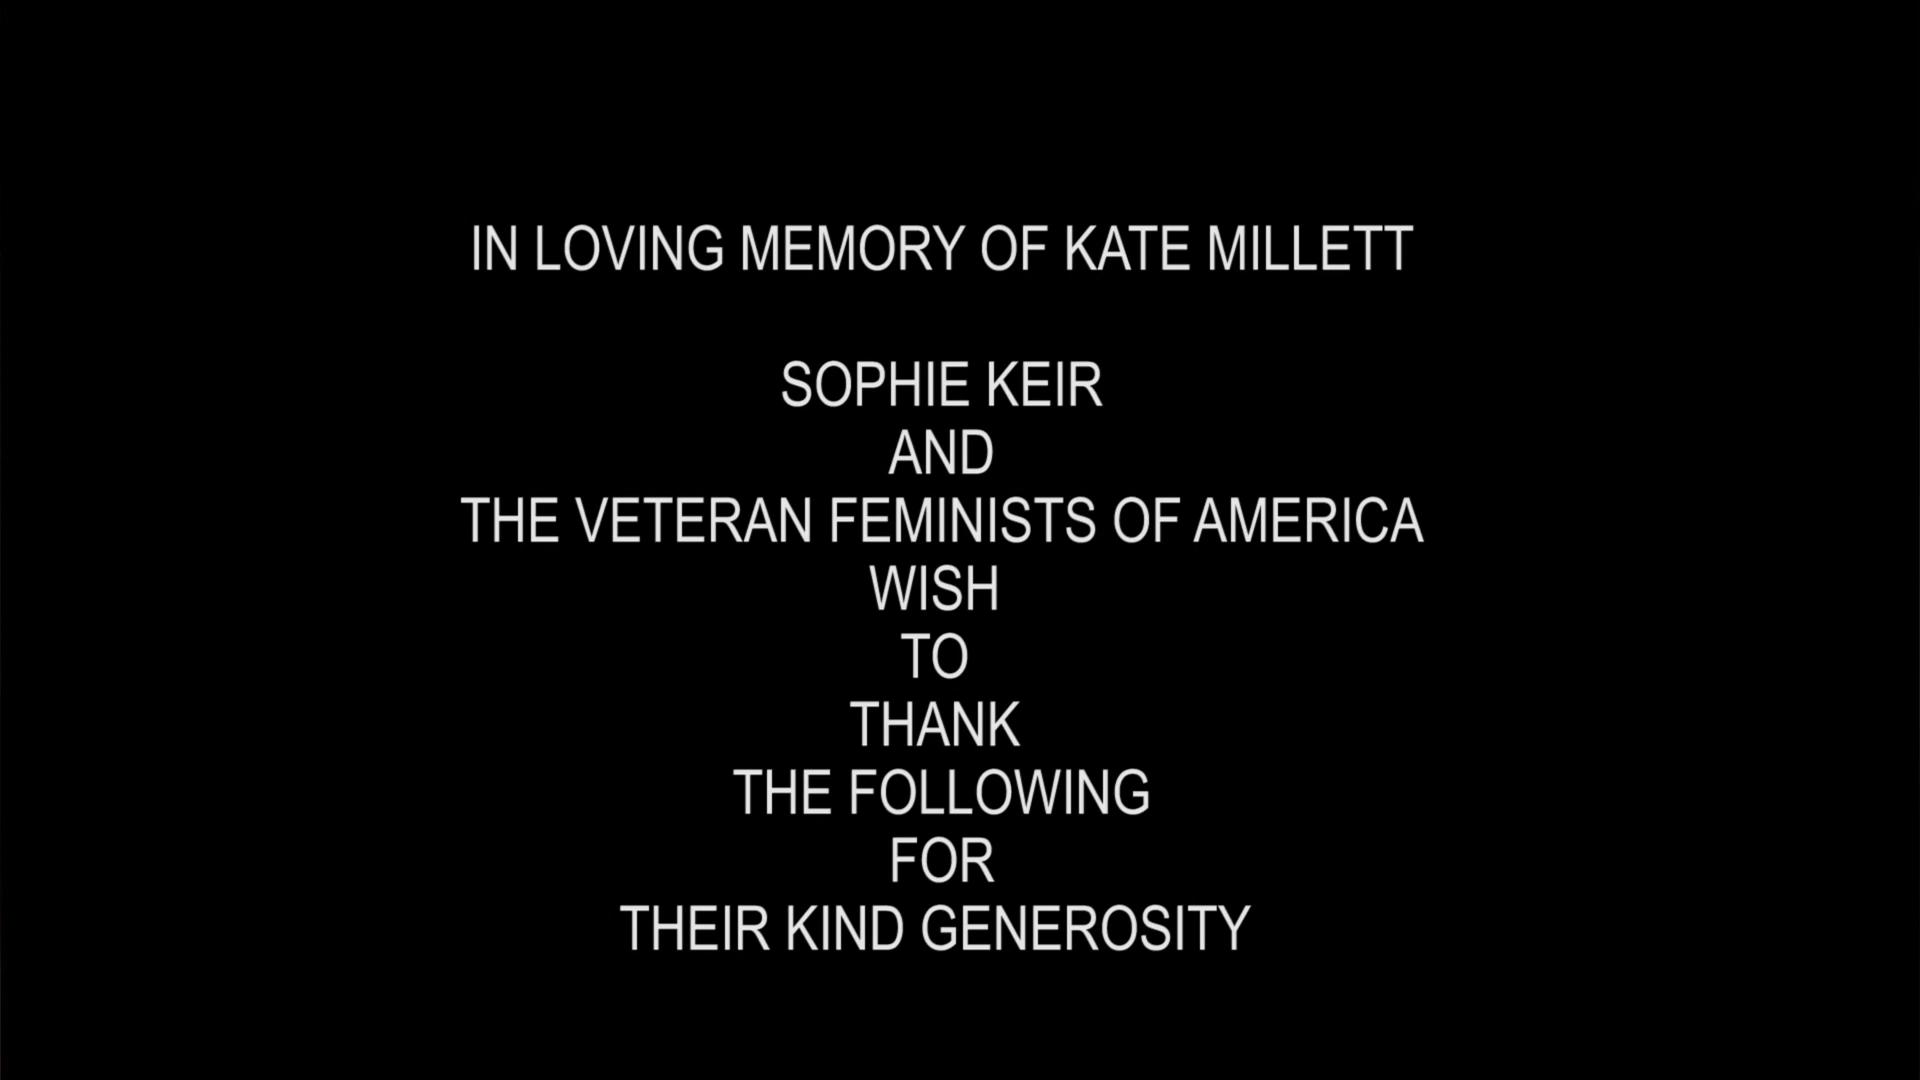 IN LOVING MEMORY OF KATE MILLETT
SOPHIE KEIR
AND
THE VETERAN FEMINISTS OF AMERICA
WISH
TO
THANK
THE FOLLOWING
FOR
THEIR KIND GENEROSITY